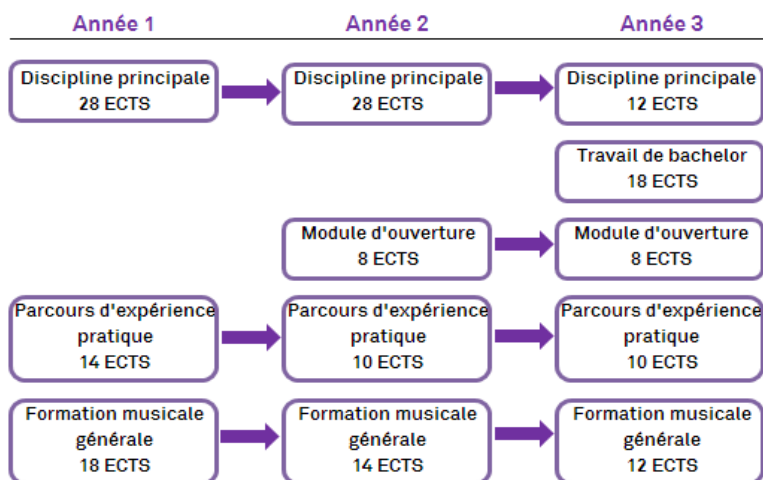 Année 1
Année 2
Année 3
Discipline principale
28 ECTS
Discipline principale
28 ECTS
Discipline principale
12 ECTS
Travail de bachelor
18 ECTS
Module d'ouverture
8 ECTS
Module d'ouverture
8 ECTS
Parcours d'expérience
pratique
14 ECTS
Parcours d'expérience
pratique
10 ECTS
Parcours d'expérience
pratique
10 ECTS
Formation musicale
générale
18 ECTS
Formation musicale
générale
14 ECTS
Formation musicale
générale
12 ECTS